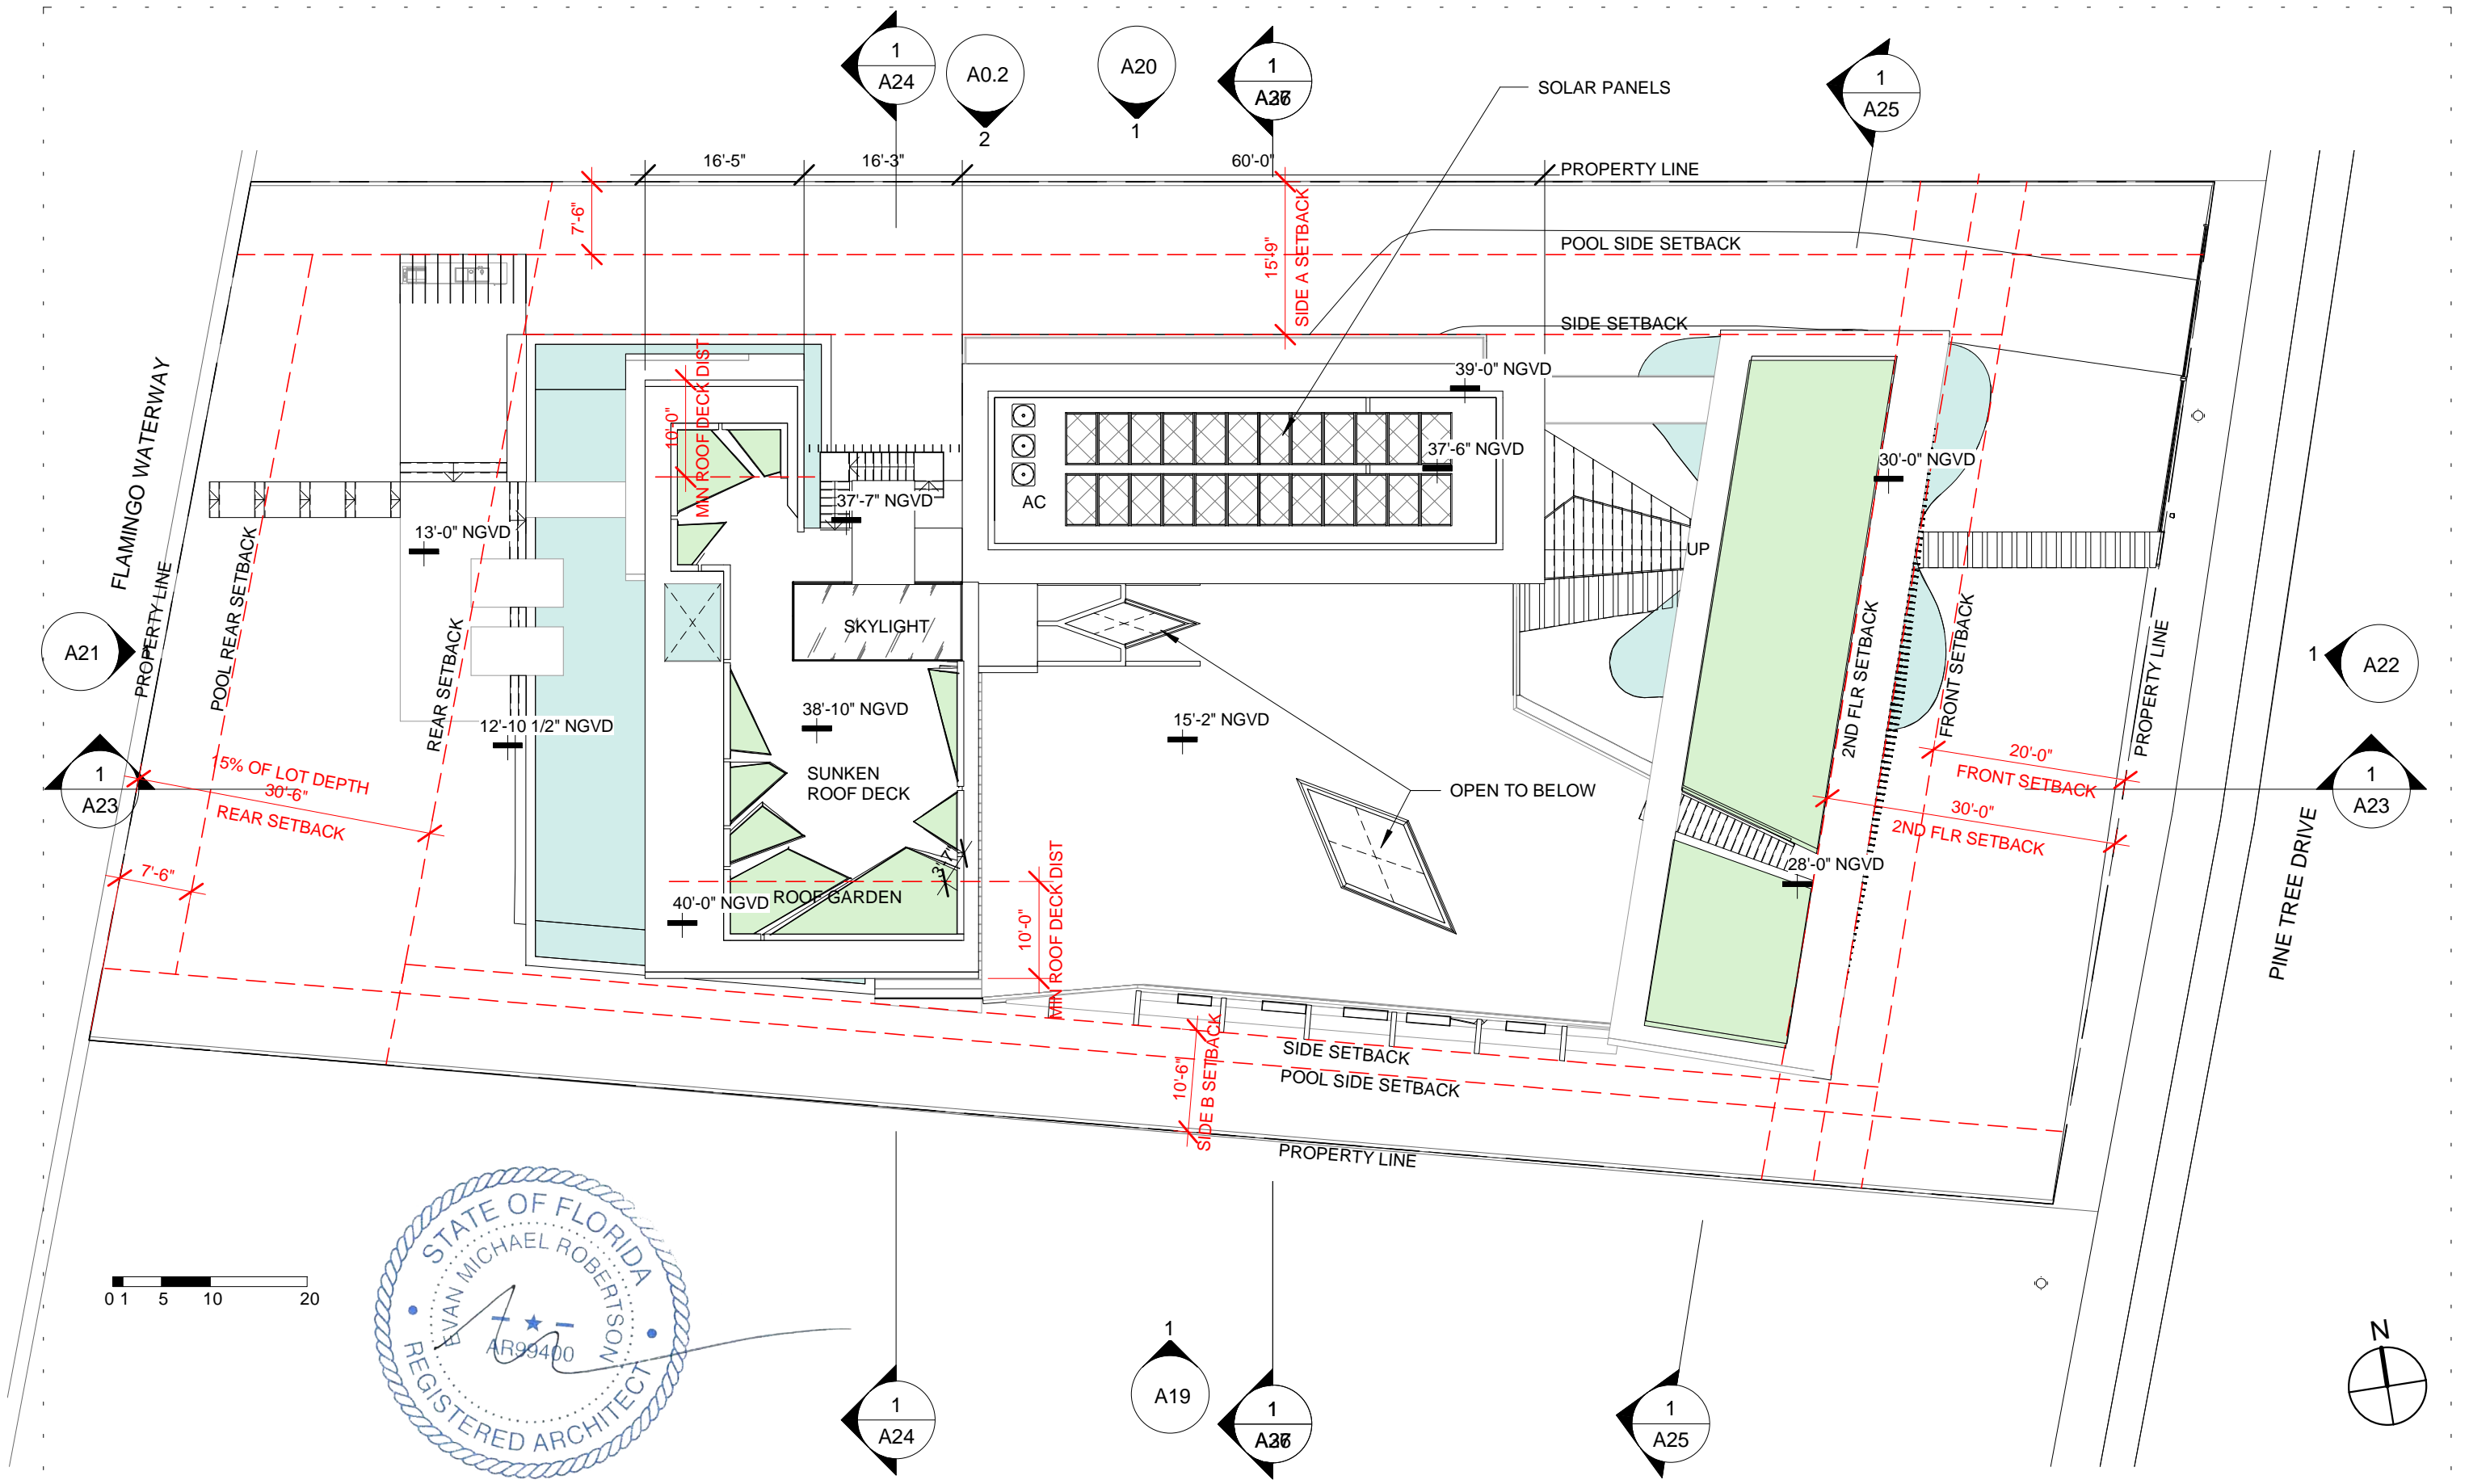 1
A24
A0.2
2
A20
1
1
SOLAR PANELS
1
A25
16'-5"
16'-3"
60'-0"
PROPERTY LINE
7'-6"
15'-9"
SIDE A SETBACK
POOL SIDE SETBACK
SIDE SETBACK
MIN ROOF DECK DIST
10'-0"
39'-0" NGVD
37'-6" NGVD
30'-0" NGVD
AC
37'-7" NGVD
13'-0" NGVD
UP
FLAMINGO WATERWAY
PROPERTY LINE
POOL REAR SETBACK
REAR SETBACK
SKYLIGHT
2ND FLR SETBACK
FRONT SETBACK
PROPERTY LINE
A21
1
A22
12'-10 1/2" NGVD
38'-10" NGVD
15'-2" NGVD
SUNKEN
ROOF DECK
OPEN TO BELOW
15% OF LOT DEPTH
30'-6"
REAR SETBACK
20'-0"
FRONT SETBACK
30'-0"
2ND FLR SETBACK
1
A23
1
A23
7'-6"
28'-0" NGVD
40'-0" NGVD
ROOF GARDEN
10'-0"
MIN ROOF DECK DIST
PINE TREE DRIVE
SIDE SETBACK
POOL SIDE SETBACK
10'-6"
SIDE B SETBACK
PROPERTY LINE
STATE OF FLORIDA
EVAN MICHAEL ROBERTSON
AR99400
REGISTERED ARCHITECT
0 1 5 10 20
1
A24
1
A19
1
1
A25
N